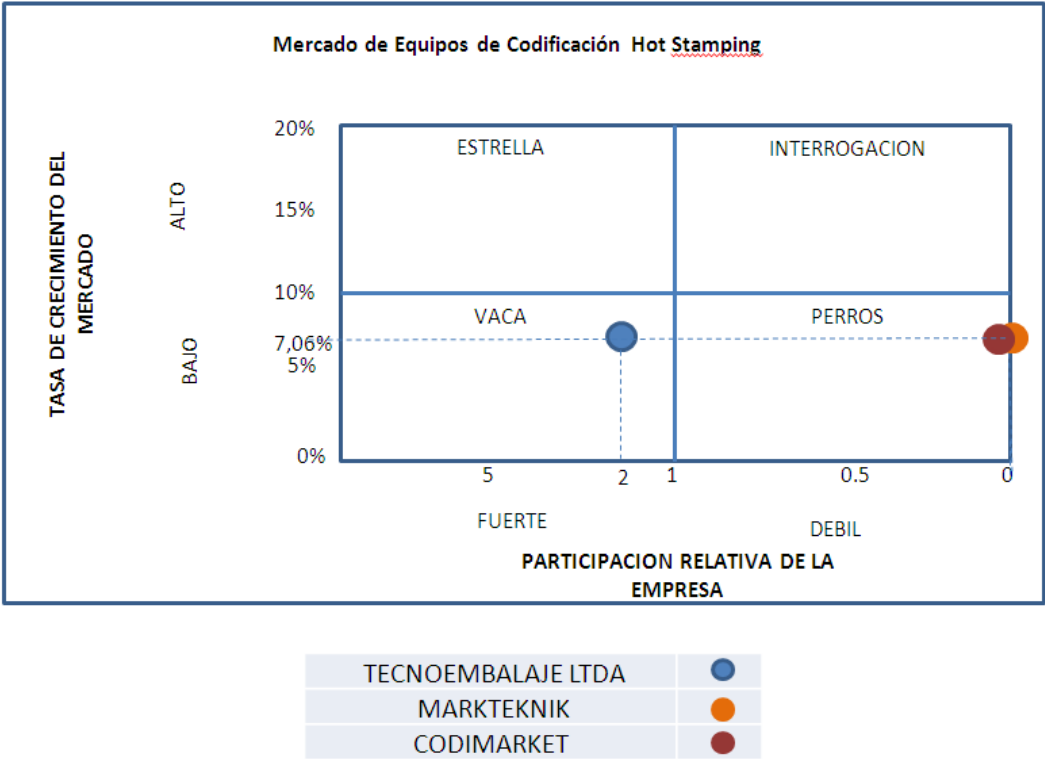 Mercado de Equipos de Codificación Hot Stamping
TASA DE CRECIMIENTO DEL
MERCADO
ALTO
BAJO
20%
15%
10%
7,06%
5%
0%
ESTRELLA
INTERROGACION
VACA
PERROS
5
2
1
0.5
0
FUERTE
DEBIL
PARTICIPACION RELATIVA DE LA
EMPRESA
TECNOEMBALAJE LTDA
MARKTEKNIK
CODIMARKET